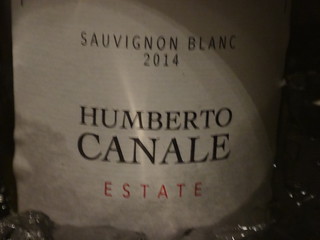 SAUVIGNON BLANC
2014
HUMBERTO
CANALE
ESTATE